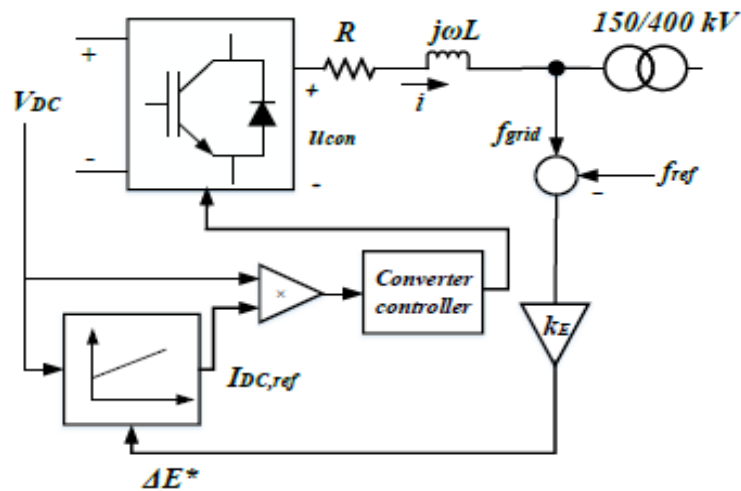 150/400 kV
R
jωL
+
VDC
+
i
ucon
fgrid
-
-
fref
−
×
Converter
controller
kE
IDC,ref
ΔE*